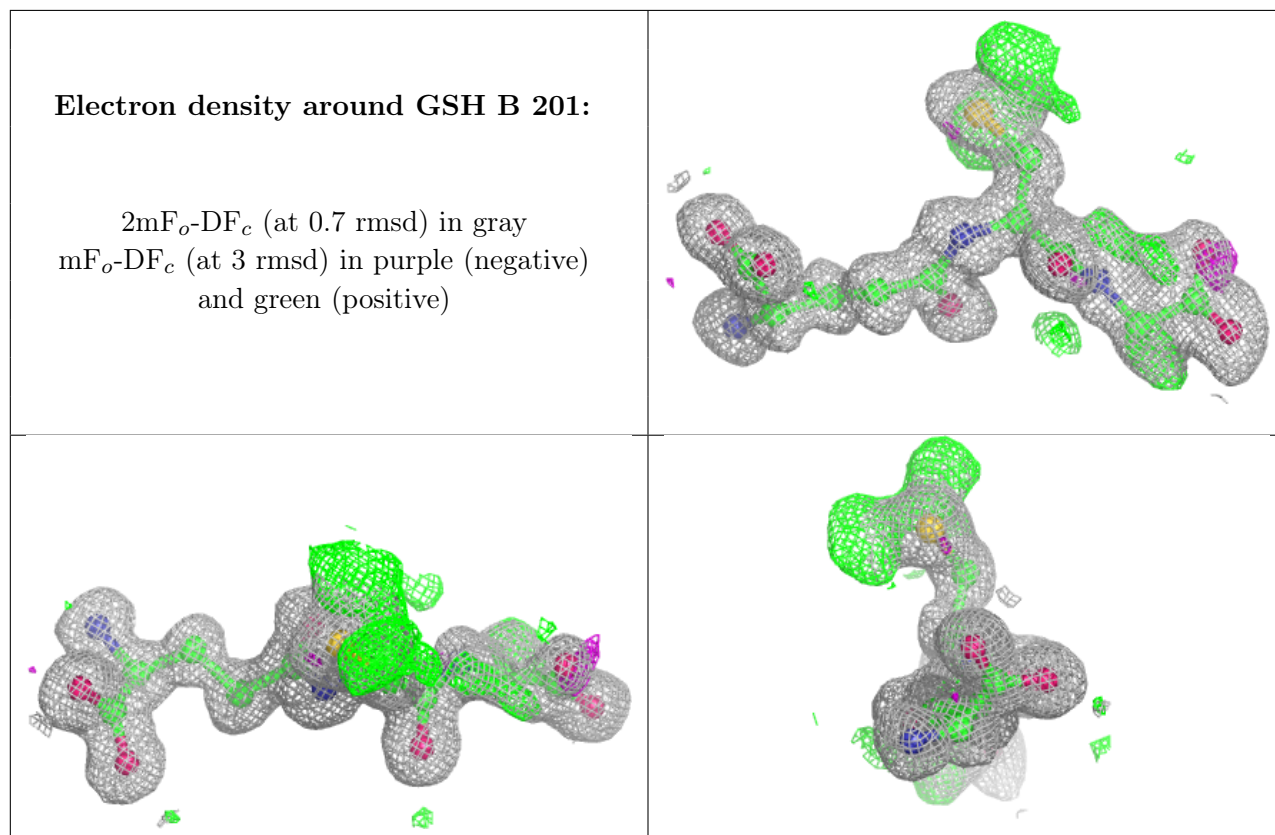 Electron density around GSH B 201:
2mFo-DFc (at 0.7 rmsd) in gray
mFo-DFc (at 3 rmsd) in purple (negative)
and green (positive)